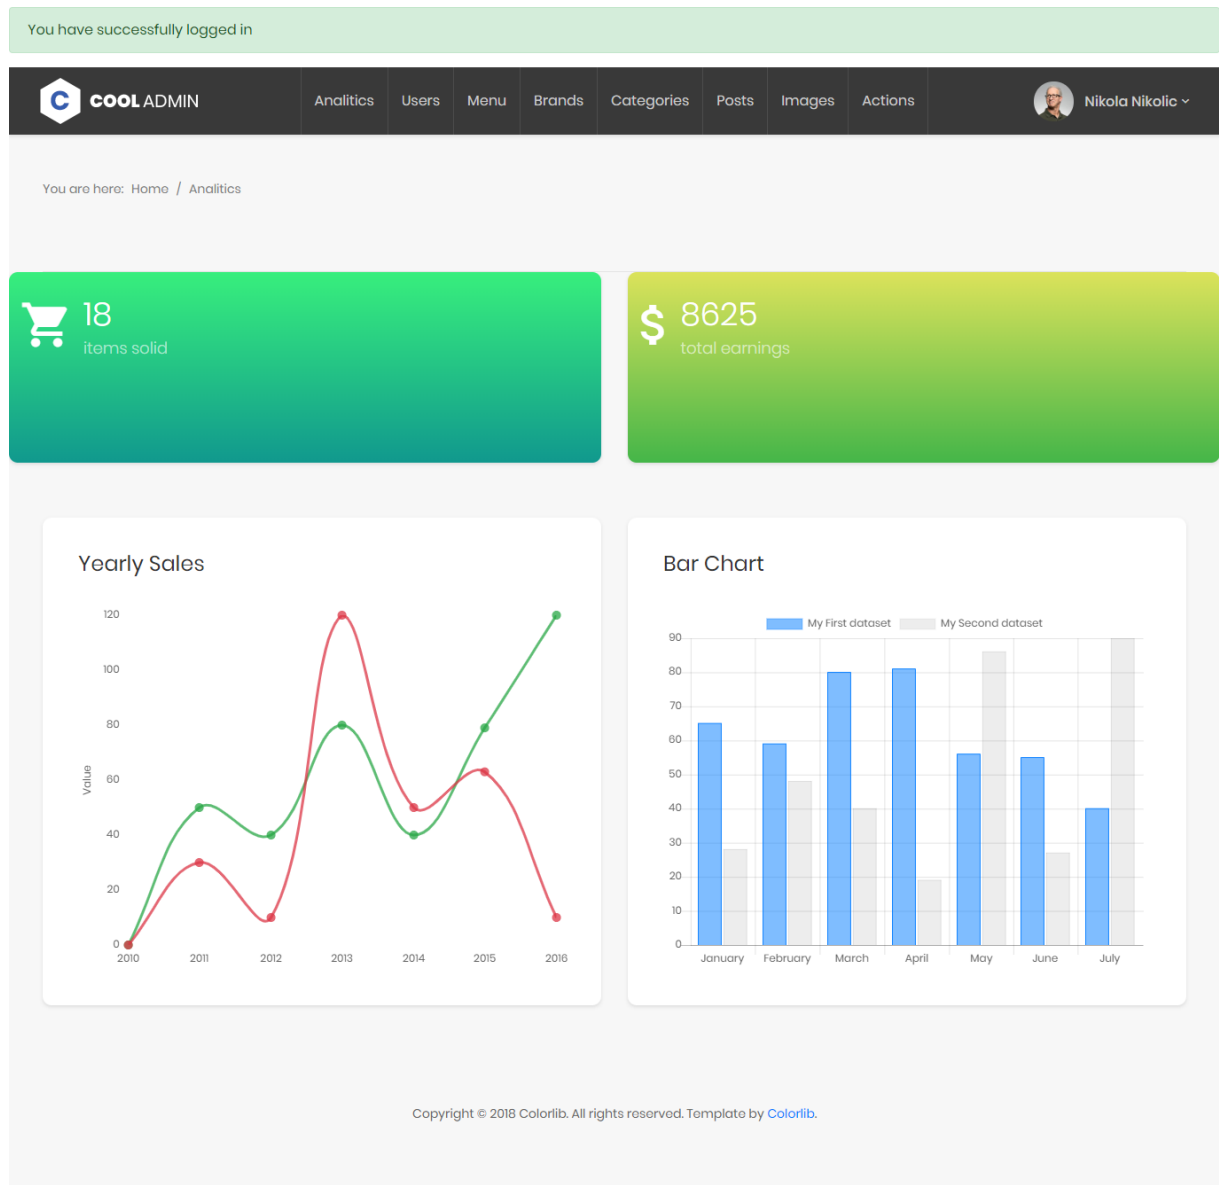 You have successfully logged in
C COOL ADMIN
Analitics Users Menu Brands Categories Posts Images Actions
Nikola Nikolic
You are here: Home / Analitics
18
items solid
$ 8625
total earnings
Yearly Sales
120
100
80
60
40
20
0
Value
2010 2011 2012 2013 2014 2015 2016
Bar Chart
My First dataset My Second dataset
90
80
70
60
50
40
30
20
10
0
January February March April May June July
Copyright © 2018 Colorlib. All rights reserved. Template by Colorlib.